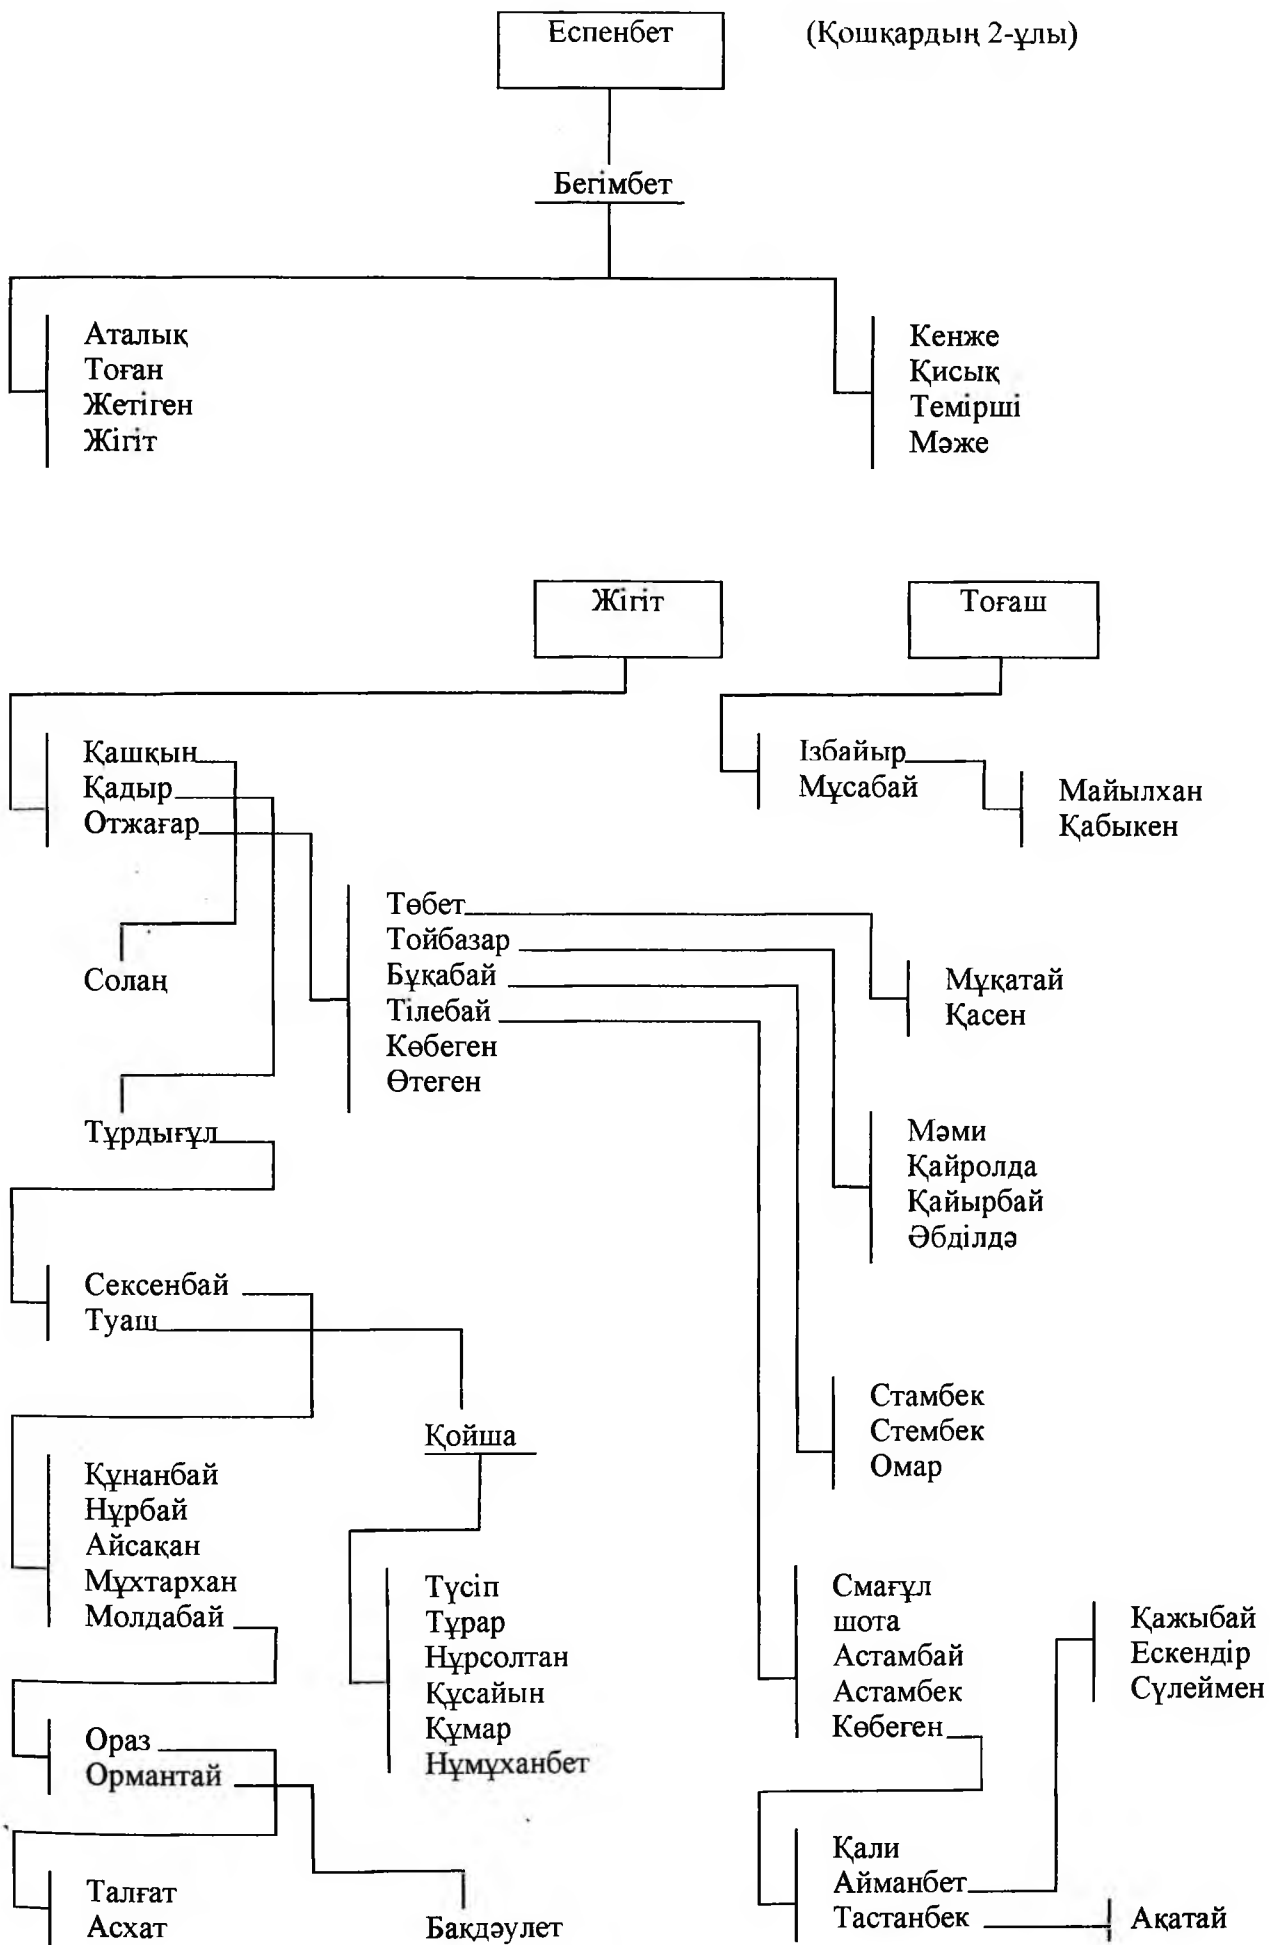 Еспенбет
(Қошқардың 2-ұлы)
Бегімбет
Аталық
Тоған
Жетіген
Жігіт
Кенже
Қисық
Темірші
Мәже
Жігіт
Тоғаш
Қашқын
Қадыр
Отжағар
Ізбайыр
Мұсабай
Майылхан
Қабыкен
Солаң
Төбет
Тойбазар
Бұқабай
Тілебай
Көбеген
Өтеген
Мұқатай
Қасен
Тұрдығұл
Мәми
Қайролда
Қайырбай
Әбділдә
Сексенбай
Туаш
Қойша
Стамбек
Стембек
Омар
Құнанбай
Нұрбай
Айсақан
Мұхтархан
Молдабай
Түсіп
Тұрар
Нұрсолтан
Құсайын
Құмар
Нұмұханбет
Смағұл
шота
Астамбай
Астамбек
Көбеген
Қажыбай
Ескендір
Сүлеймен
Ораз
Ормантай
Талғат
Асхат
Бақдәулет
Қали
Айманбет
Тастанбек
Ақатай